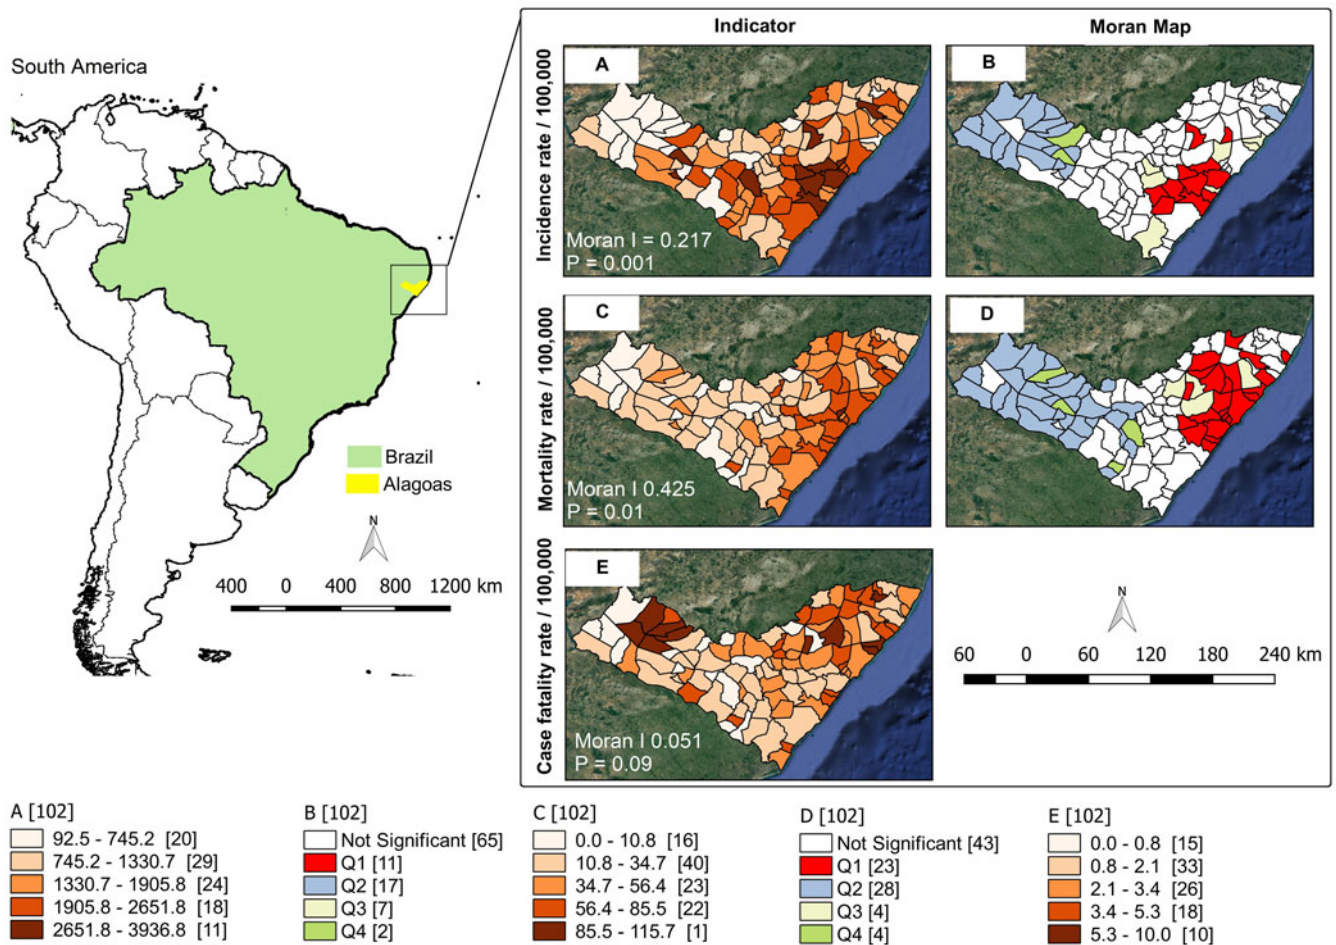 South America
Brazil
Alagoas
N
400 0 400 800 1200 km
Indicator
Moran Map
Incidence rate / 100,000
A
Moran I = 0.217
P = 0.001
B
Mortality rate / 100,000
C
Moran I 0.425
P = 0.01
D
Case fatality rate / 100,000
E
Moran I 0.051
P = 0.09
N
60 0 60 120 180 240 km
A [102]
92.5 - 745.2 [20]
745.2 - 1330.7 [29]
1330.7 - 1905.8 [24]
1905.8 - 2651.8 [18]
2651.8 - 3936.8 [11]
B [102]
Not Significant [65]
Q1 [11]
Q2 [17]
Q3 [7]
Q4 [2]
C [102]
0.0 - 10.8 [16]
10.8 - 34.7 [40]
34.7 - 56.4 [23]
56.4 - 85.5 [22]
85.5 - 115.7 [1]
D [102]
Not Significant [43]
Q1 [23]
Q2 [28]
Q3 [4]
Q4 [4]
E [102]
0.0 - 0.8 [15]
0.8 - 2.1 [33]
2.1 - 3.4 [26]
3.4 - 5.3 [18]
5.3 - 10.0 [10]